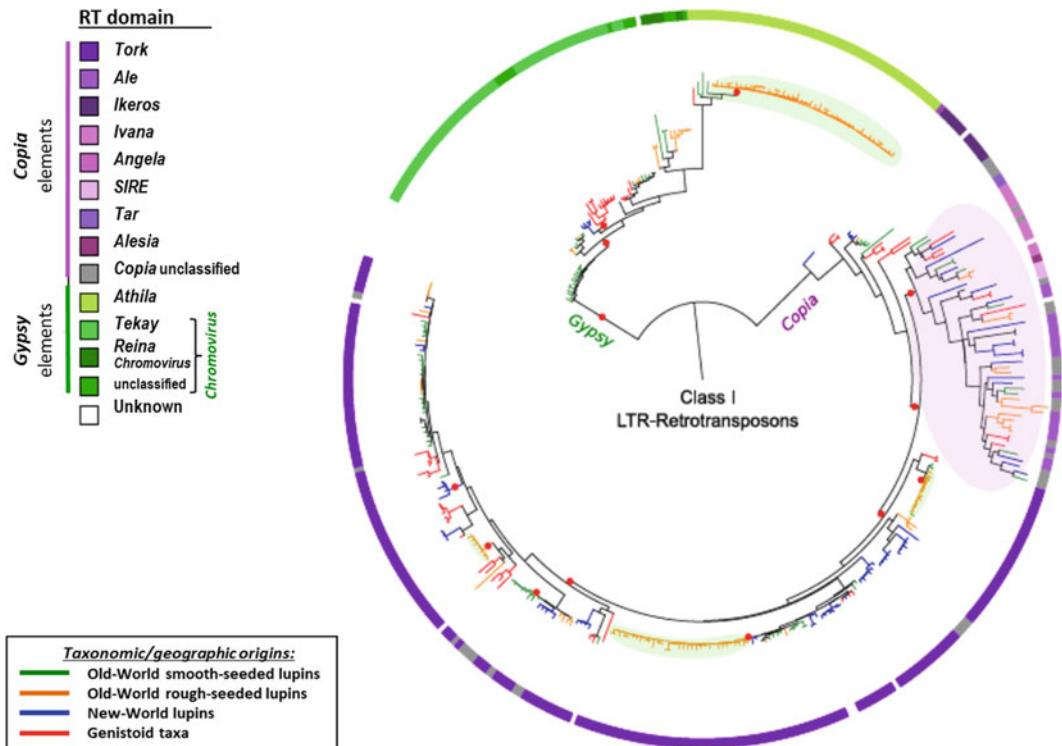 RT domain
Copia
elements
Tork
Ale
Ikeros
Ivana
Angela
SIRE
Tar
Alesia
Copia unclassified
Gypsy
elements
Athila
Tekay
Reina
Chromovirus
unclassified
Chromovirus
Unknown
Gypsy
Copia
Class I
LTR-Retrotransposons
Taxonomic/geographic origins:
Old-World smooth-seeded lupins
Old-World rough-seeded lupins
New-World lupins
Genistoid taxa